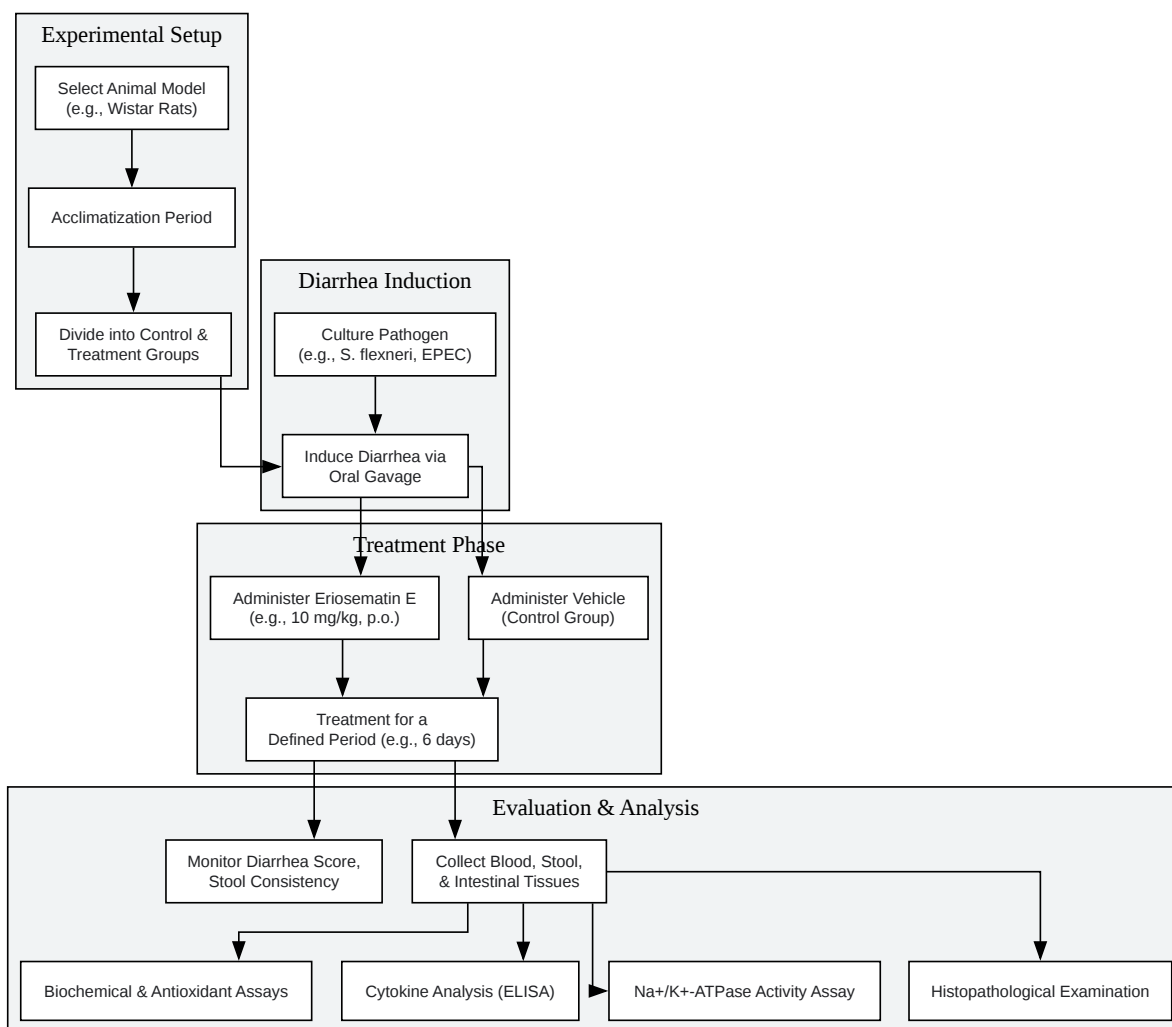 Experimental Setup
Select Animal Model
(e.g., Wistar Rats)
Acclimatization Period
Divide into Control &
Treatment Groups
Diarrhea Induction
Culture Pathogen
(e.g., S. flexneri, EPEC)
Induce Diarrhea via
Oral Gavage
Treatment Phase
Administer Eriosematin E
(e.g., 10 mg/kg, p.o.)
Administer Vehicle
(Control Group)
Treatment for a
Defined Period (e.g., 6 days)
Evaluation & Analysis
Monitor Diarrhea Score,
Stool Consistency
Collect Blood, Stool,
& Intestinal Tissues
Biochemical & Antioxidant Assays
Cytokine Analysis (ELISA)
Na+/K+-ATPase Activity Assay
Histopathological Examination